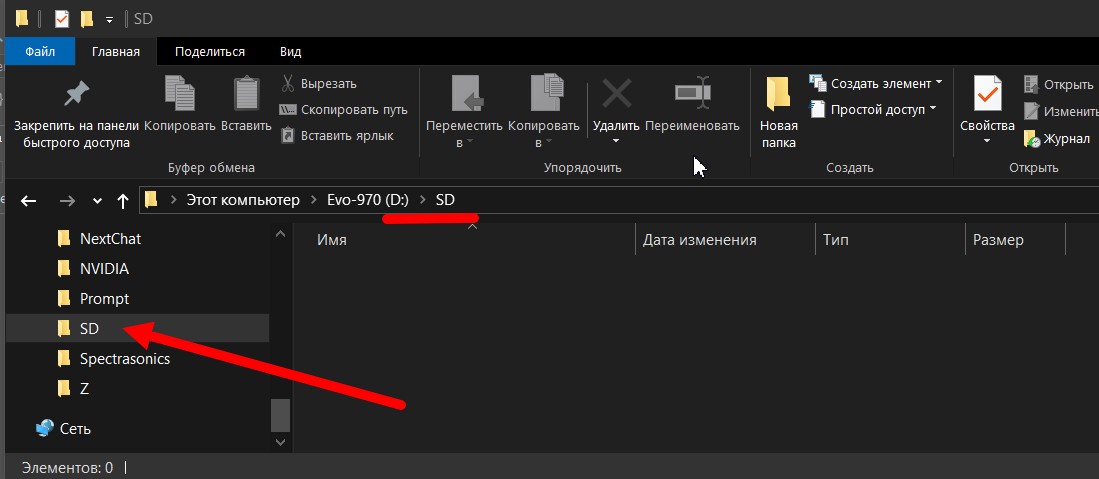 SD
Файл
Главная
Поделиться
Вид
Закрепить на панели
быстрого доступа
Копировать
Вставить
Вырезать
Скопировать путь
Вставить ярлык
Буфер обмена
Переместить
в
Копировать
в
Удалить
Переименовать
Упорядочить
Новая
папка
Создать элемент
Простой доступ
Создать
Свойства
Открыть
Изменить
Журнал
Открыть
Этот компьютер
Evo-970 (D:)
SD
NextChat
NVIDIA
Prompt
SD
Spectrasonics
Z
Сеть
Имя
Дата изменения
Тип
Размер
Элементов: 0